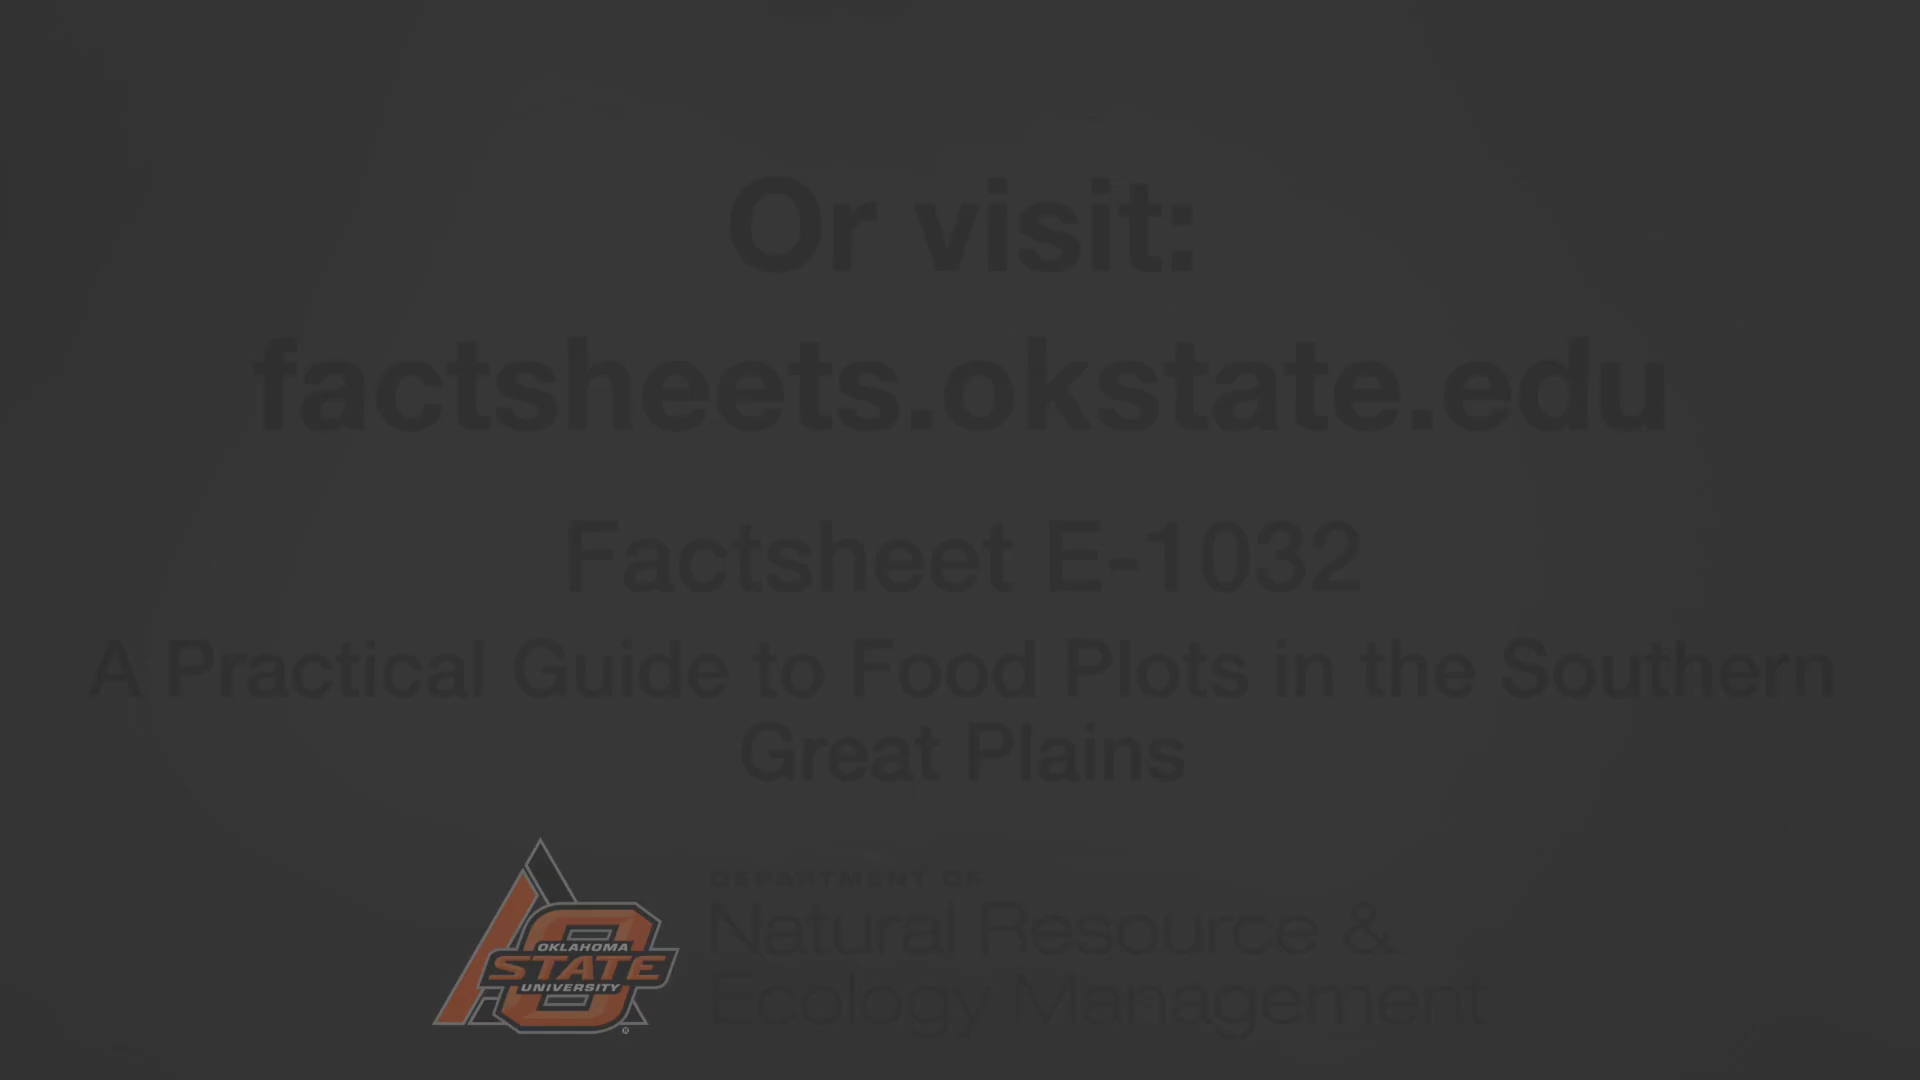 Or visit:
factsheets.okstate.edu
Factsheet E-1032
A Practical Guide to Food Plots in the Southern
Great Plains
DEPARTMENT OF
Natural Resource &
Ecology Management
OKLAHOMA
STATE
UNIVERSITY
®